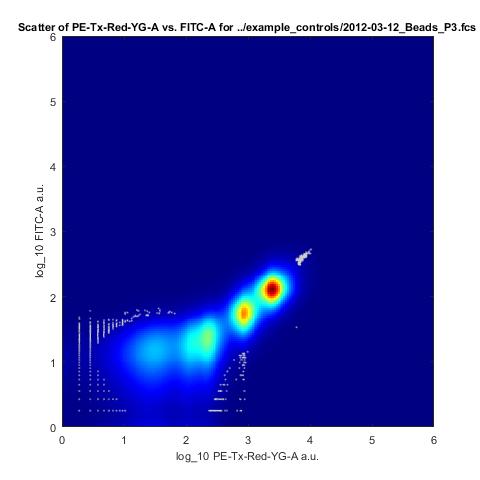 Scatter of PE-Tx-Red-YG-A vs. FITC-A for ../example_controls/2012-03-12_Beads_P3.fcs
6
5
4
3
2
1
0
log_10 FITC-A a.u.
0 1 2 3 4 5 6
log_10 PE-Tx-Red-YG-A a.u.